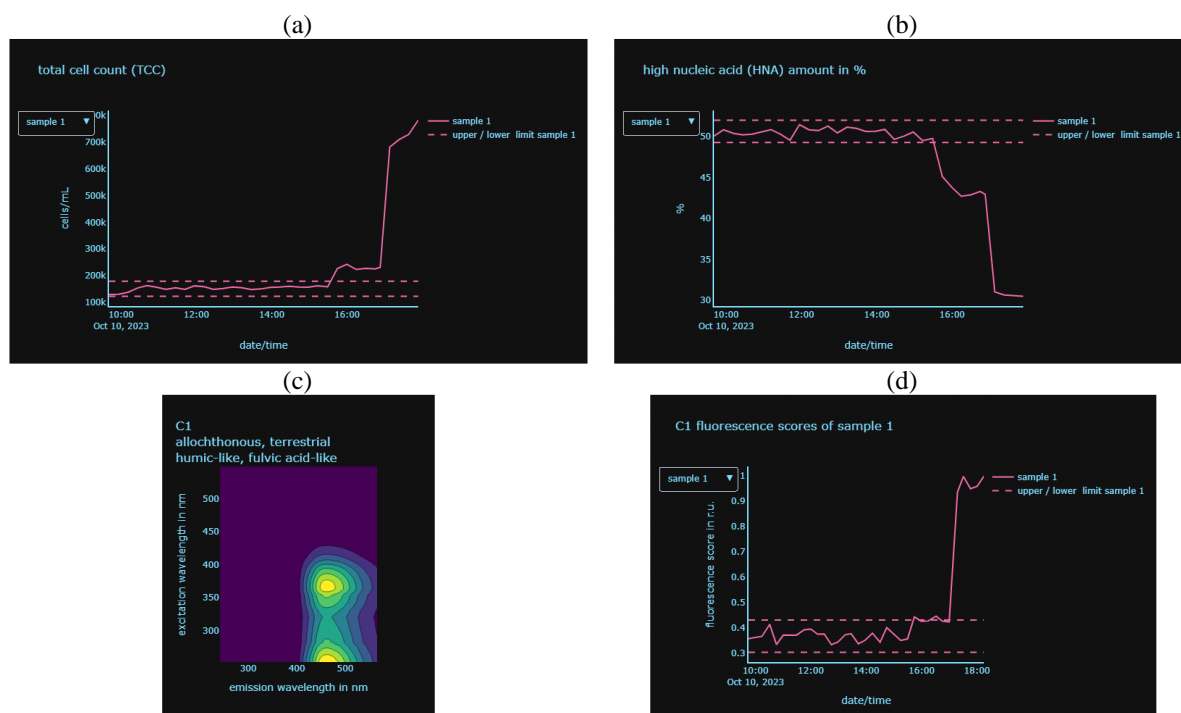 (a)
total cell count (TCC)
sample 1 ▼
sample 1
upper / lower limit sample 1
700k
600k
500k
400k
300k
200k
100k
cells/mL
10:00 12:00 14:00 16:00
Oct 10, 2023
date/time
(b)
high nucleic acid (HNA) amount in %
sample 1 ▼
sample 1
upper / lower limit sample 1
50
45
40
35
30
%
10:00 12:00 14:00 16:00
Oct 10, 2023
date/time
(c)
C1
allochthonous, terrestrial
humic-like, fulvic acid-like
500
450
400
350
300
excitation wavelength in nm
300 400 500
emission wavelength in nm
(d)
C1 fluorescence scores of sample 1
sample 1 ▼
sample 1
upper / lower limit sample 1
1
0.9
0.8
0.7
0.6
0.5
0.4
0.3
fluorescence score in r.u.
10:00 12:00 14:00 16:00 18:00
Oct 10, 2023
date/time